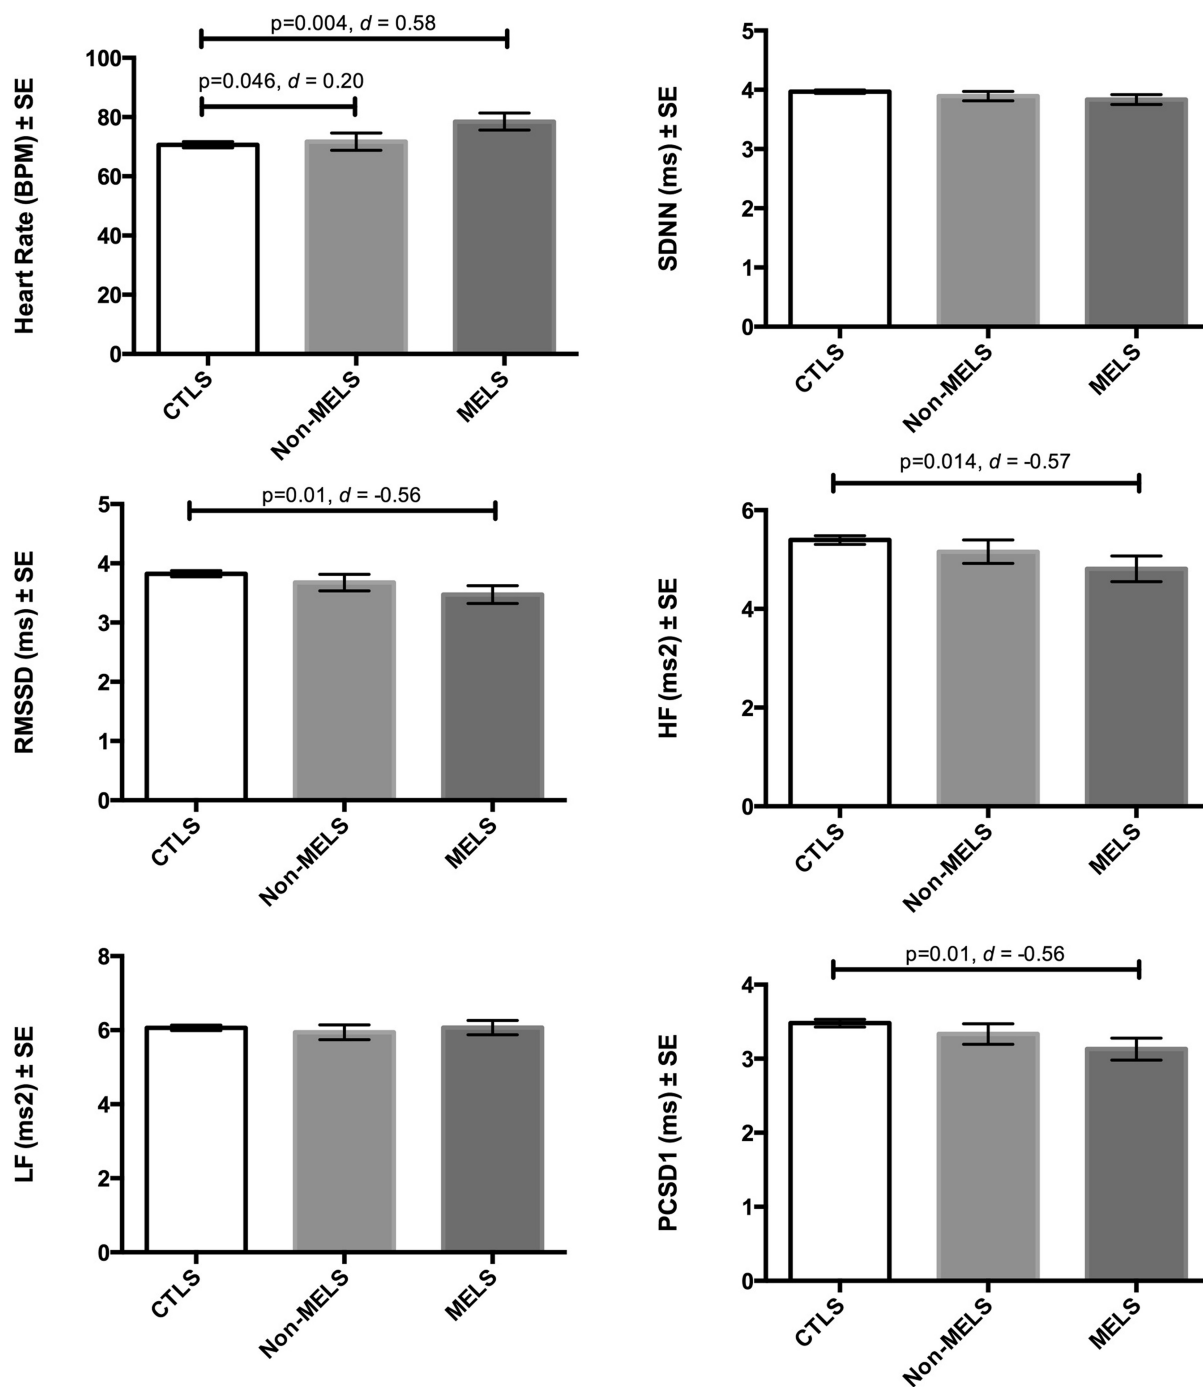 p=0.004, d = 0.58
p=0.046, d = 0.20
Heart Rate (BPM) ± SE
100
80
60
40
20
0
CTLS
Non-MELS
MELS
SDNN (ms) ± SE
5
4
3
2
1
0
CTLS
Non-MELS
MELS
p=0.01, d = -0.56
RMSSD (ms) ± SE
5
4
3
2
1
0
CTLS
Non-MELS
MELS
p=0.014, d = -0.57
HF (ms2) ± SE
6
4
2
0
CTLS
Non-MELS
MELS
LF (ms2) ± SE
8
6
4
2
0
CTLS
Non-MELS
MELS
p=0.01, d = -0.56
PCSD1 (ms) ± SE
4
3
2
1
0
CTLS
Non-MELS
MELS